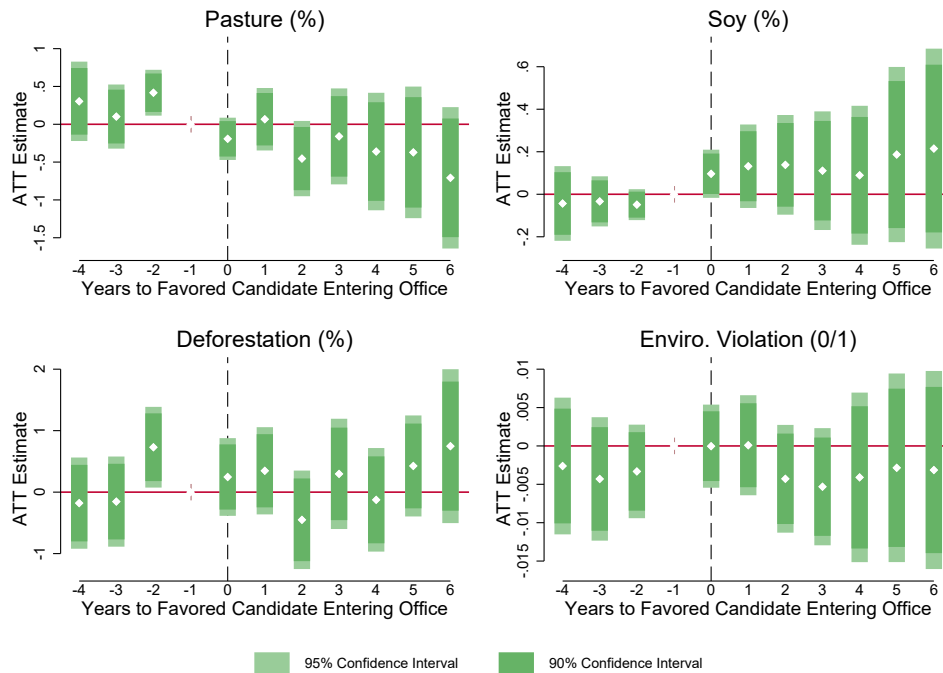 Pasture (%)
ATT Estimate
1
.5
0
-.5
-1
-1.5
-4 -3 -2 -1 0 1 2 3 4 5 6
Years to Favored Candidate Entering Office
Soy (%)
ATT Estimate
.6
.4
.2
0
-.2
-4 -3 -2 -1 0 1 2 3 4 5 6
Years to Favored Candidate Entering Office
Deforestation (%)
ATT Estimate
2
1
0
-1
-4 -3 -2 -1 0 1 2 3 4 5 6
Years to Favored Candidate Entering Office
Enviro. Violation (0/1)
ATT Estimate
.01
.005
0
-.005
-.01
-.015
-4 -3 -2 -1 0 1 2 3 4 5 6
Years to Favored Candidate Entering Office
95% Confidence Interval
90% Confidence Interval